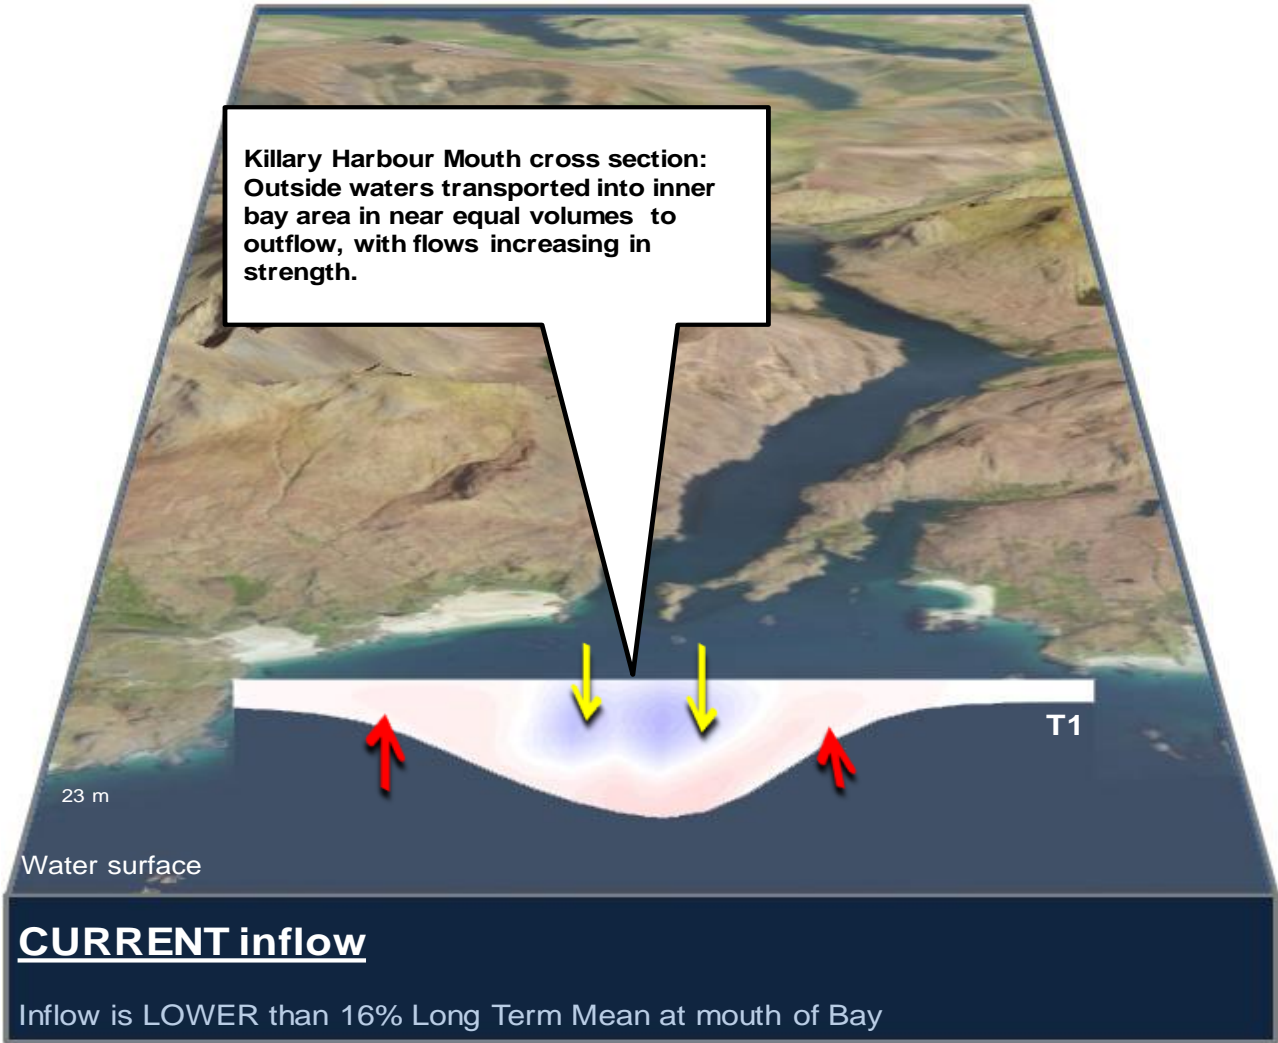 Killary Harbour Mouth cross section:
Outside waters transported into inner
bay area in near equal volumes to
outflow, with flows increasing in
strength.
T1
23 m
Water surface
CURRENT inflow
Inflow is LOWER than 16% Long Term Mean at mouth of Bay